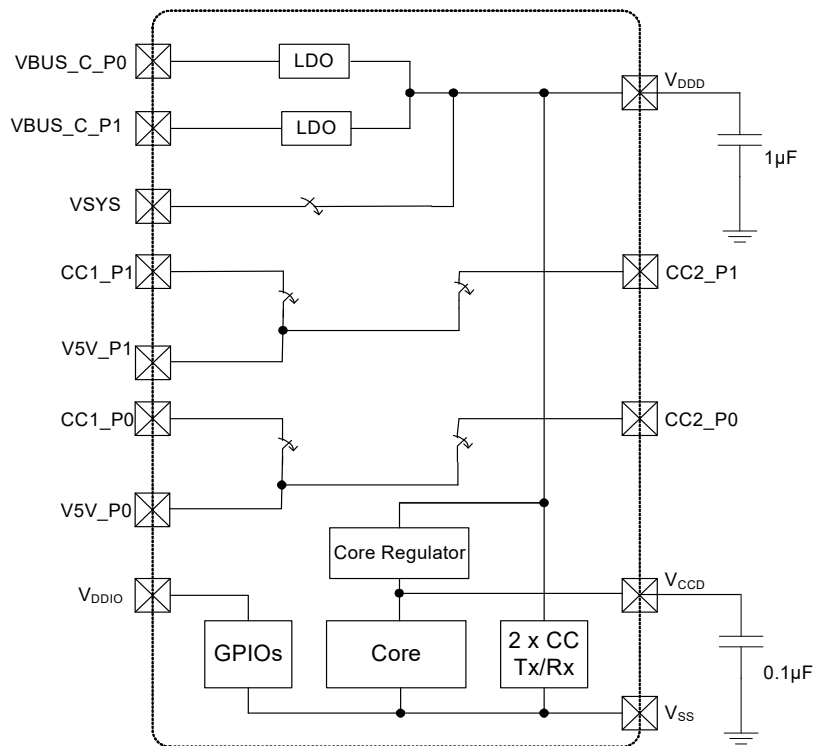 VBUS_C_P0
LDO
VDDD
VBUS_C_P1
LDO
1µF
VSYS
CC1_P1
CC2_P1
V5V_P1
CC1_P0
CC2_P0
V5V_P0
Core Regulator
VDDIO
VCCD
GPIOs
Core
2 x CC
Tx/Rx
0.1µF
VSS